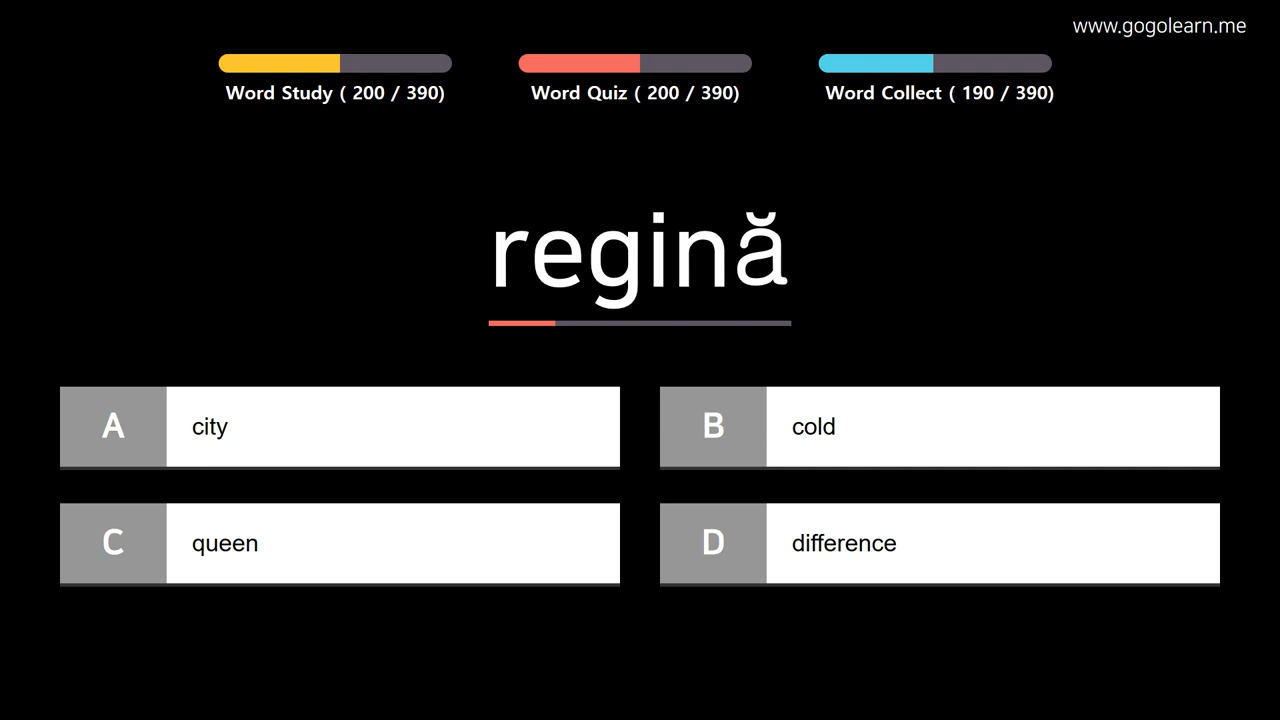 www.gogolearn.me
Word Study ( 200 / 390)
Word Quiz ( 200 / 390)
Word Collect ( 190 / 390)
regină
A city
B cold
C queen
D difference